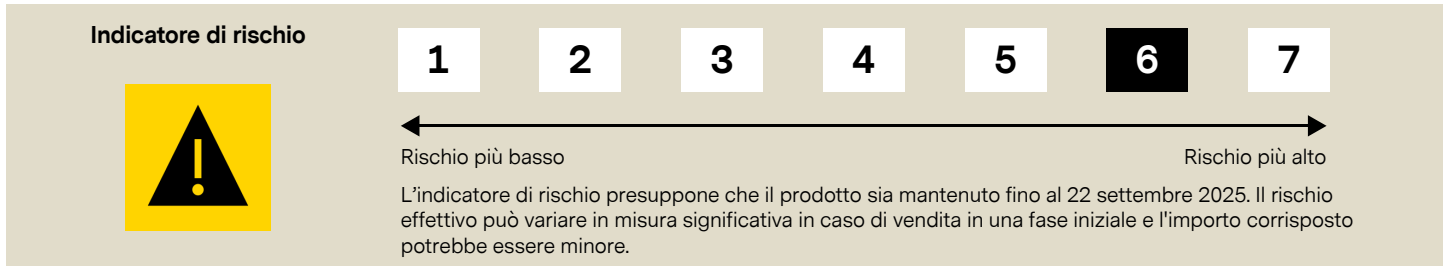 Indicatore di rischio
1 2 3 4 5 6 7
Rischio più basso Rischio più alto
L’indicatore di rischio presuppone che il prodotto sia mantenuto fino al 22 settembre 2025. Il rischio
effettivo può variare in misura significativa in caso di vendita in una fase iniziale e l'importo corrisposto
potrebbe essere minore.